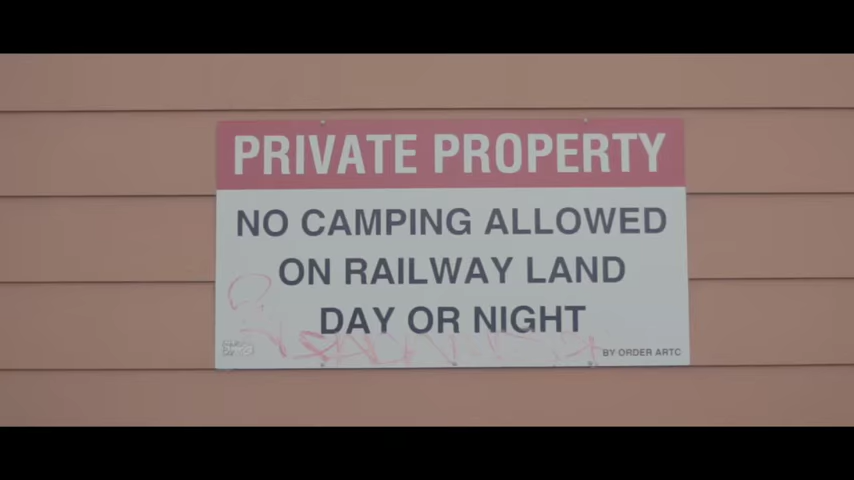 PRIVATE PROPERTY
NO CAMPING ALLOWED
ON RAILWAY LAND
DAY OR NIGHT
BY ORDER ARTC